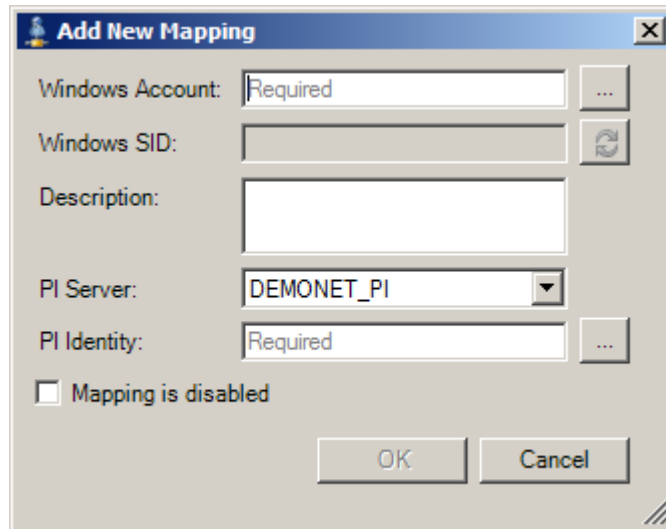 Add New Mapping
Windows Account: Required ...
Windows SID:
Description:
PI Server: DEMONET_PI
PI Identity: Required ...
Mapping is disabled
OK Cancel